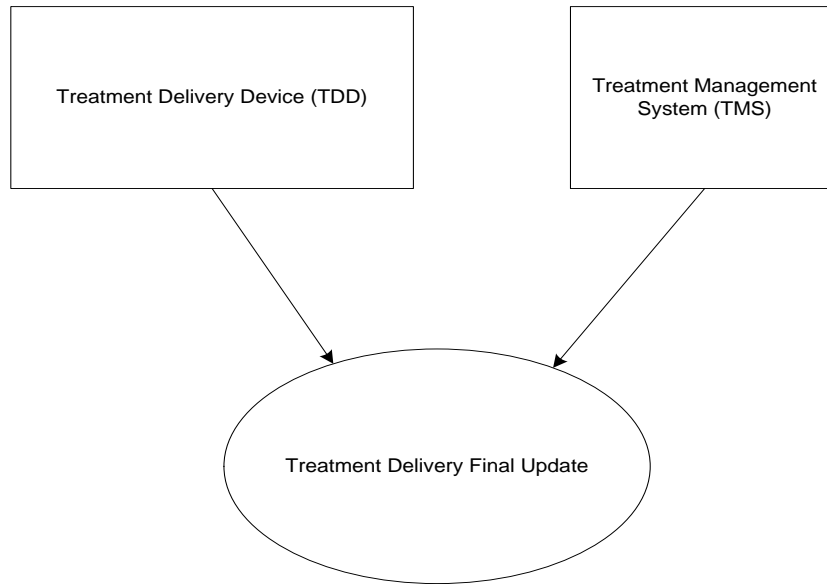 Treatment Delivery Device (TDD)
Treatment Management
System (TMS)
Treatment Delivery Final Update